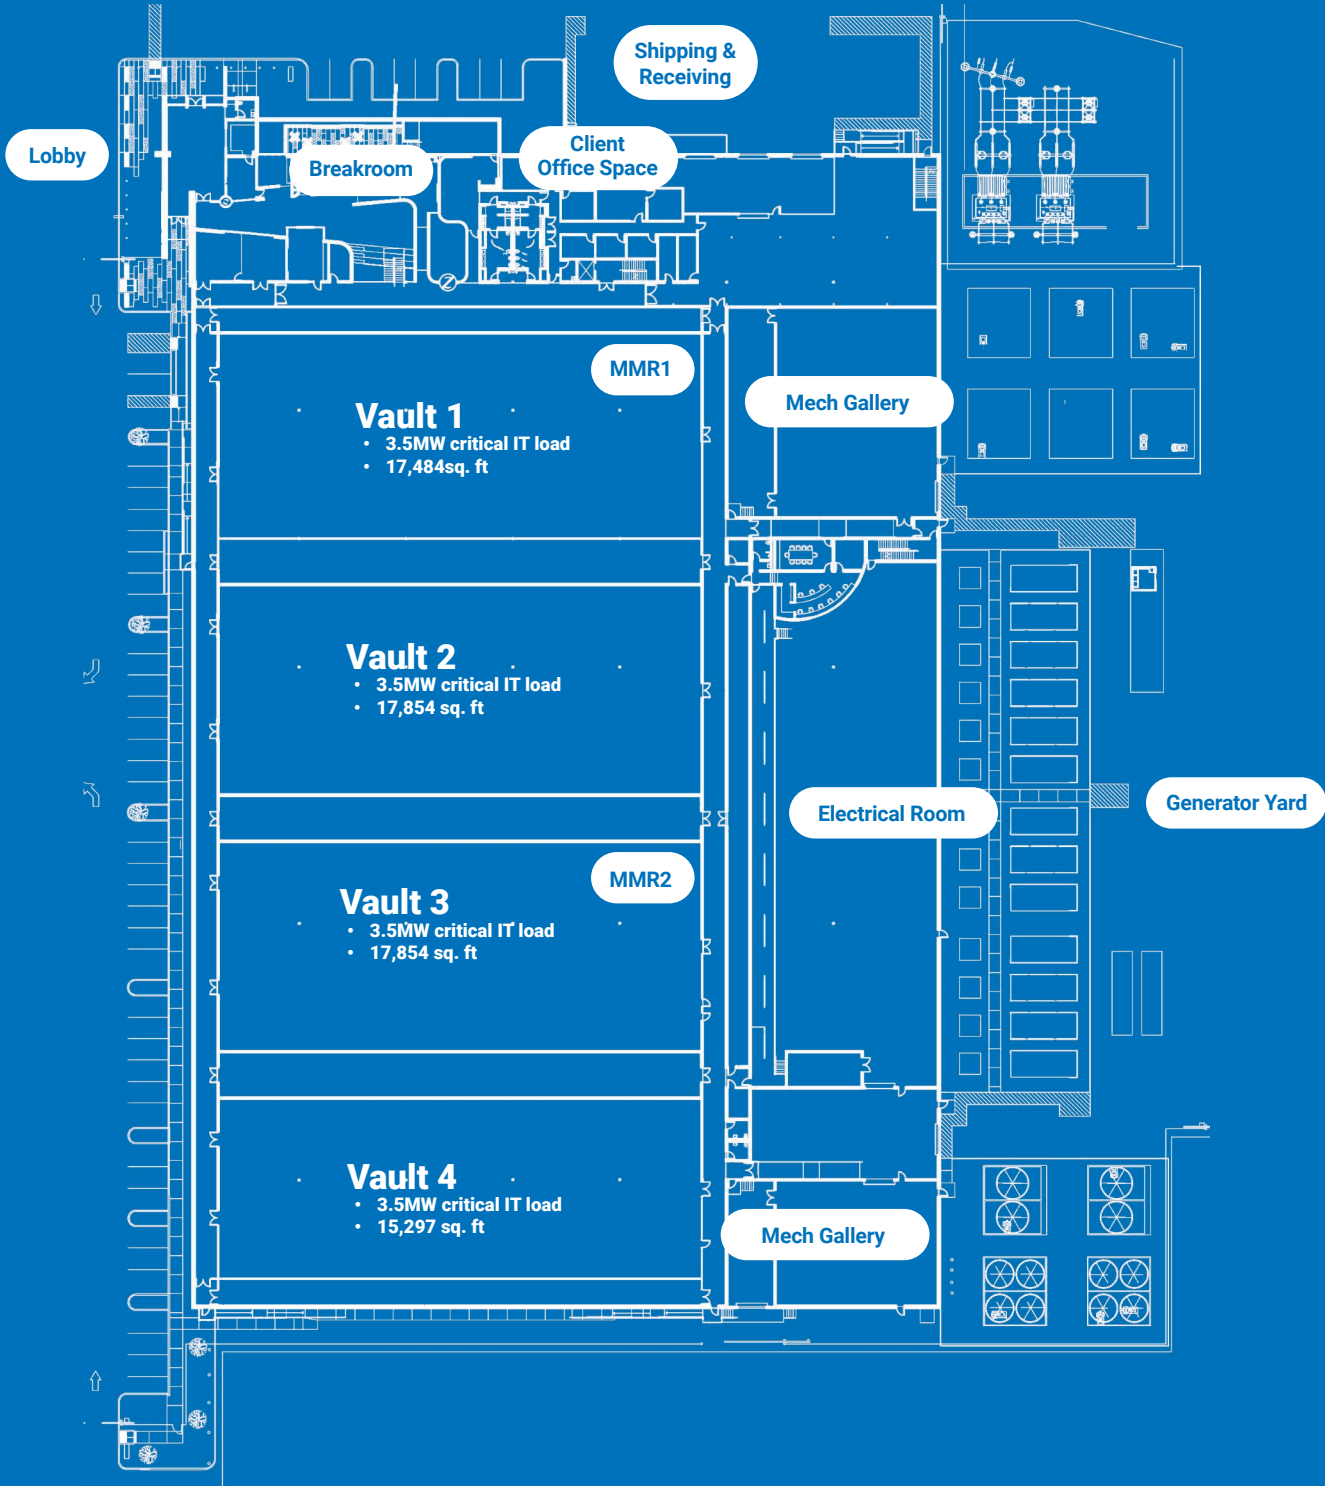 Shipping &
Receiving
Lobby
Breakroom
Client
Office Space
MMR1
Vault 1
• 3.5MW critical IT load
• 17,484sq. ft
Mech Gallery
Vault 2
• 3.5MW critical IT load
• 17,854 sq. ft
Electrical Room
Generator Yard
MMR2
Vault 3
• 3.5MW critical IT load
• 17,854 sq. ft
Vault 4
• 3.5MW critical IT load
• 15,297 sq. ft
Mech Gallery